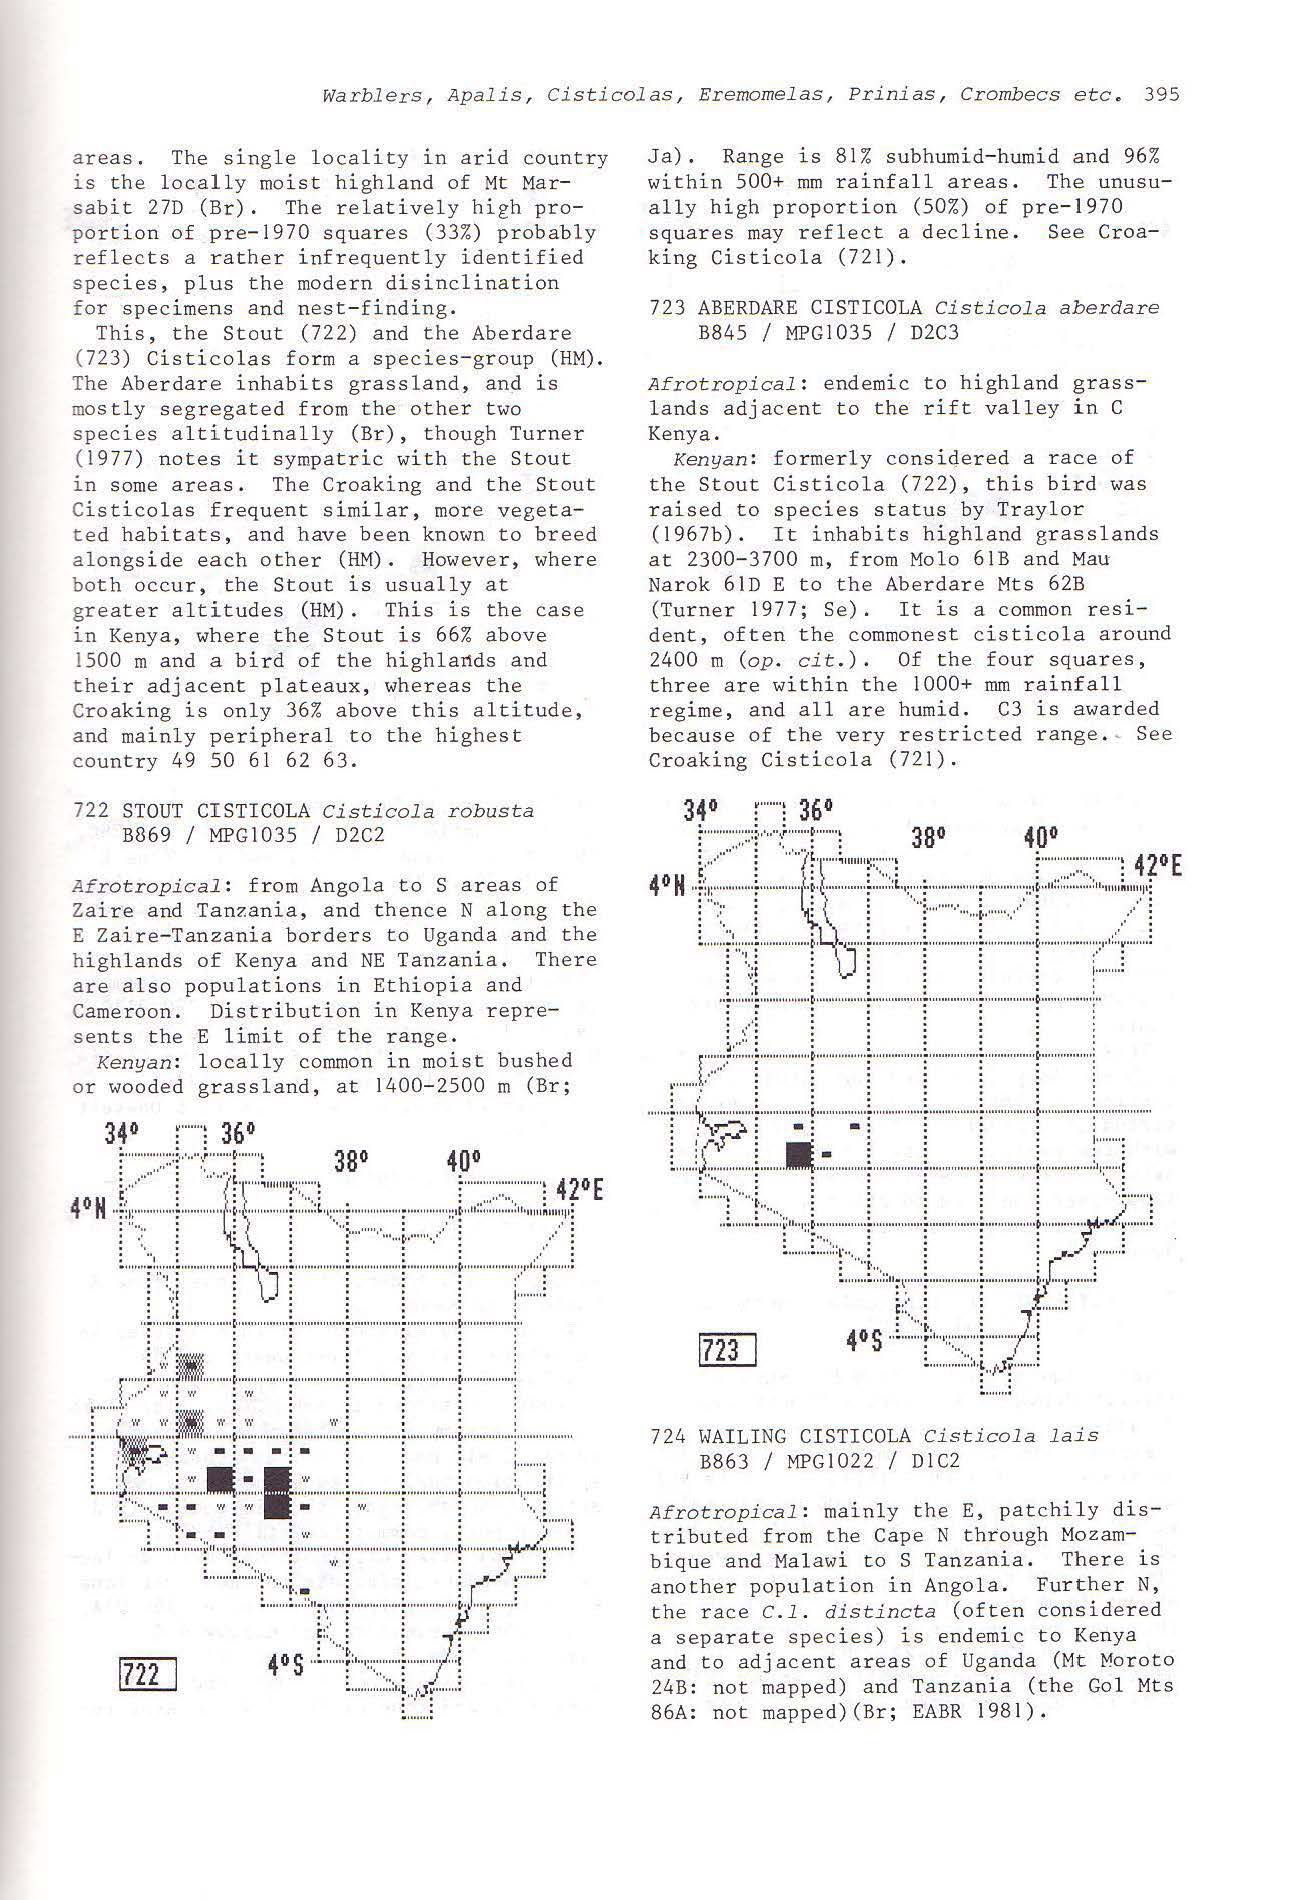 Warblers, Apalis, Cisticolas, Eremomelas, Prinias, Crombecs etc. 395
areas. The single locality in arid country
is the locally moist highland of Mt Mar-
sabit 27D (Br). The relatively high pro-
portion of pre-1970 squares (33%) probably
reflects a rather infrequently identified
species, plus the modern disinclination
for specimens and nest-finding.
This, the Stout (722) and the Aberdare
(723) Cisticolas form a species-group (HM).
The Aberdare inhabits grassland, and is
mostly segregated from the other two
species altitudinally (Br), though Turner
(1977) notes it sympatric with the Stout
in some areas. The Croaking and the Stout
Cisticolas frequent similar, more vegeta-
ted habitats, and have been known to breed
alongside each other (HM). However, where
both occur, the Stout is usually at
greater altitudes (HM). This is the case
in Kenya, where the Stout is 66% above
1500 m and a bird of the highlands and
their adjacent plateaux, whereas the
Croaking is only 36% above this altitude,
and mainly peripheral to the highest
country 49 50 61 62 63.
722 STOUT CISTICOLA Cisticola robusta
B869 / MPG1035 / D2C2
Afrotropical: from Angola to S areas of
Zaire and Tanzania, and thence N along the
E Zaire-Tanzania borders to Uganda and the
highlands of Kenya and NE Tanzania. There
are also populations in Ethiopia and
Cameroon. Distribution in Kenya repre-
sents the E limit of the range.
Kenyan: locally common in moist bushed
or wooded grassland, at 1400-2500 m (Br;
34° 36°
38° 40°
42°E
4°N
4°S
722
Ja). Range is 81% subhumid-humid and 96%
within 500+ mm rainfall areas. The unusu-
ally high proportion (50%) of pre-1970
squares may reflect a decline. See Croa-
king Cisticola (721).
723 ABERDARE CISTICOLA Cisticola aberdare
B845 / MPG1035 / D2C3
Afrotropical: endemic to highland grass-
lands adjacent to the rift valley in C
Kenya.
Kenyan: formerly considered a race of
the Stout Cisticola (722), this bird was
raised to species status by Traylor
(1967b). It inhabits highland grasslands
at 2300-3700 m, from Molo 61B and Mau
Narok 61D E to the Aberdare Mts 62B
(Turner 1977; Se). It is a common resi-
dent, often the commonest cisticola around
2400 m (op. cit.). Of the four squares,
three are within the 1000+ mm rainfall
regime, and all are humid. C3 is awarded
because of the very restricted range. See
Croaking Cisticola (721).
34° 36°
38° 40°
42°E
4°N
4°S
723
724 WAILING CISTICOLA Cisticola lais
B863 / MPG1022 / D1C2
Afrotropical: mainly the E, patchily dis-
tributed from the Cape N through Mozam-
bique and Malawi to S Tanzania. There is
another population in Angola. Further N,
the race C.l. distincta (often considered
a separate species) is endemic to Kenya
and to adjacent areas of Uganda (Mt Moroto
24B: not mapped) and Tanzania (the Gol Mts
86A: not mapped)(Br; EABR 1981).